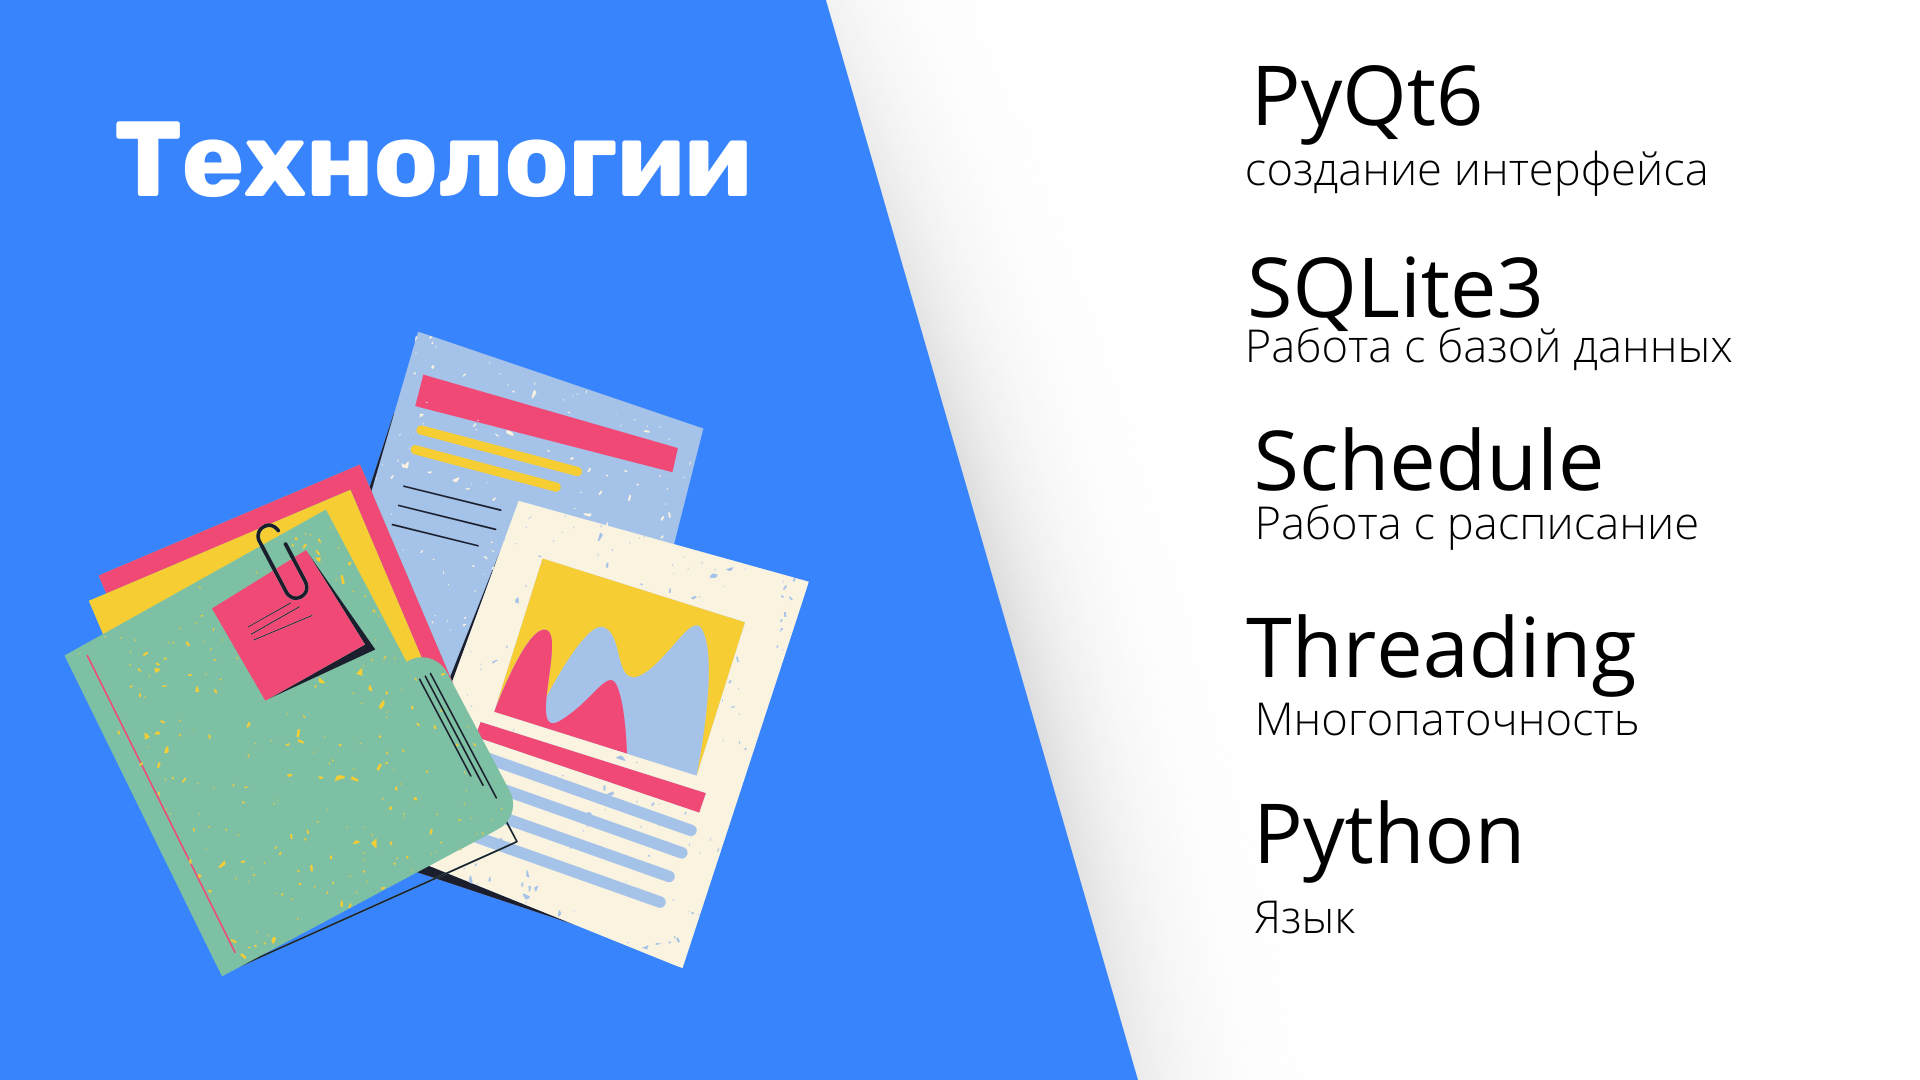 Технологии
PyQt6
создание интерфейса
SQLite3
Работа с базой данных
Schedule
Работа с расписание
Threading
Многопаточность
Python
Язык